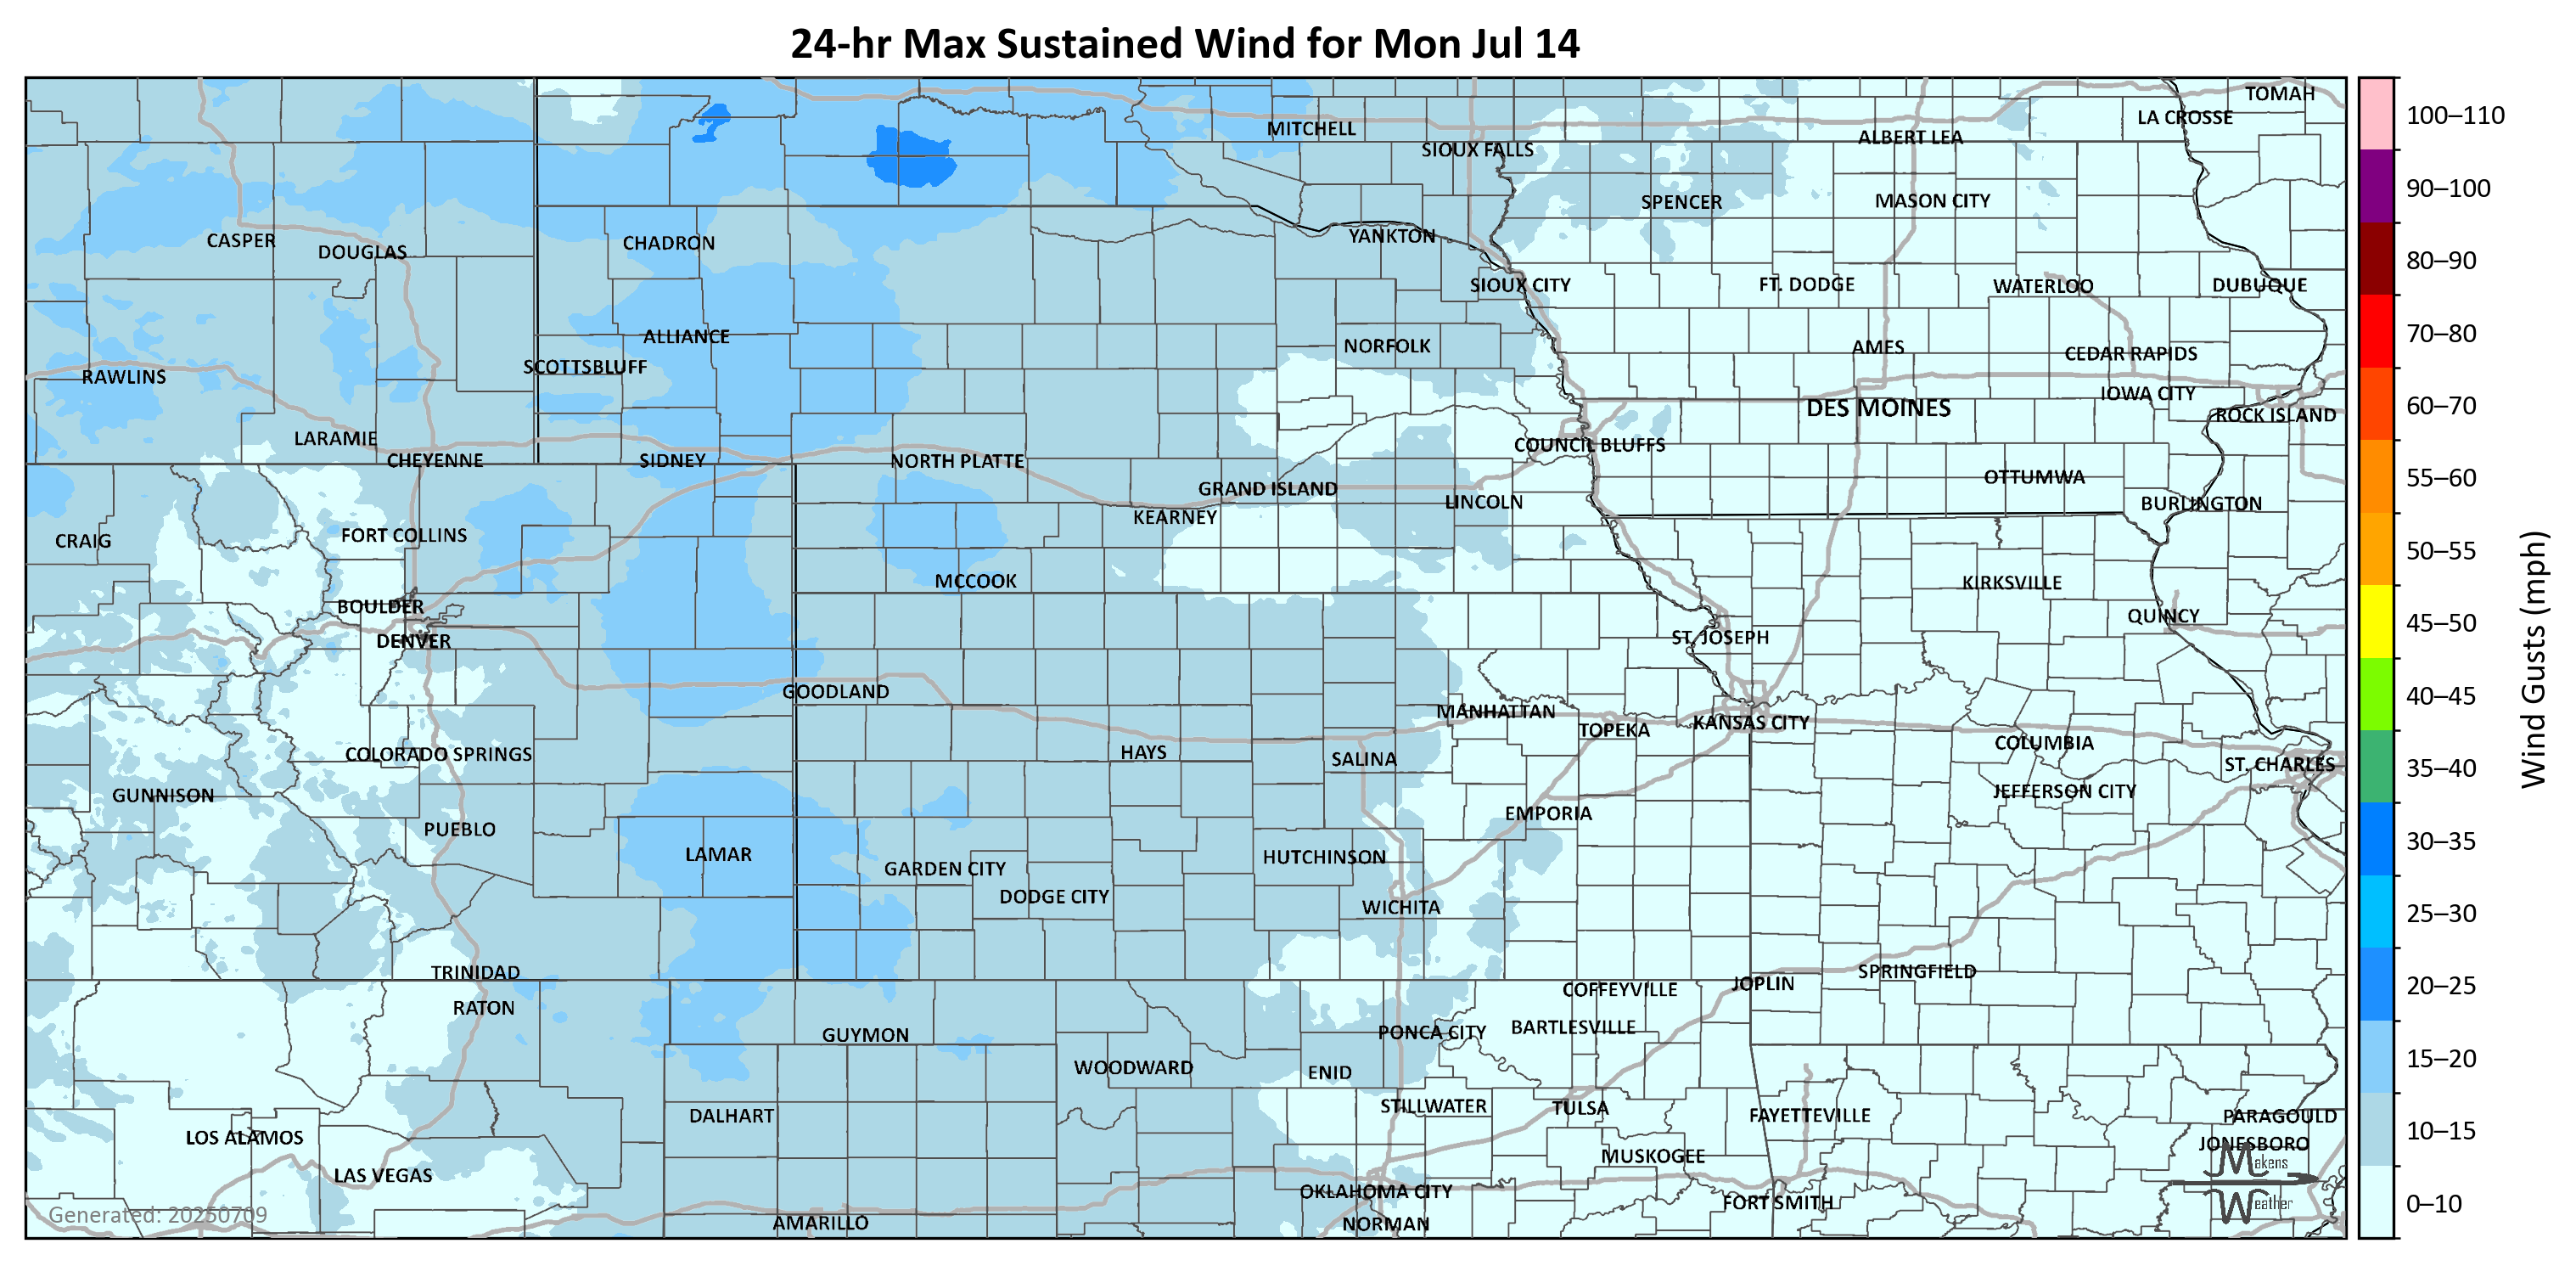 24-hr Max Sustained Wind for Mon Jul 14
TOMAH
LA CROSSE
MITCHELL
ALBERT LEA
SIOUX FALLS
SPENCER
MASON CITY
CASPER
DOUGLAS
CHADRON
YANKTON
SIOUX CITY
FT. DODGE
WATERLOO
DUBUQUE
ALLIANCE
NORFOLK
AMES
CEDAR RAPIDS
SCOTTSBLUFF
RAWLINS
IOWA CITY
DES MOINES
ROCK ISLAND
LARAMIE
COUNCIL BLUFFS
CHEYENNE
SIDNEY
NORTH PLATTE
OTTUMWA
GRAND ISLAND
LINCOLN
BURLINGTON
KEARNEY
FORT COLLINS
CRAIG
MCCOOK
KIRKSVILLE
BOULDER
QUINCY
DENVER
ST. JOSEPH
GOODLAND
MANHATTAN
KANSAS CITY
TOPEKA
COLUMBIA
COLORADO SPRINGS
HAYS
SALINA
ST. CHARLES
GUNNISON
JEFFERSON CITY
EMPORIA
PUEBLO
LAMAR
HUTCHINSON
GARDEN CITY
DODGE CITY
WICHITA
TRINIDAD
SPRINGFIELD
JOPLIN
COFFEYVILLE
RATON
BARTLESVILLE
PONCA CITY
GUYMON
WOODWARD
ENID
STILLWATER
TULSA
DALHART
FAYETTEVILLE
PARAGOULD
LOS ALAMOS
JONESBORO
MUSKOGEE
LAS VEGAS
OKLAHOMA CITY
FORT SMITH
AMARILLO
NORMAN
Generated: 20250709
Makens
Weather
100–110
90–100
80–90
70–80
60–70
55–60
50–55
45–50
40–45
35–40
30–35
25–30
20–25
15–20
10–15
0–10
Wind Gusts (mph)